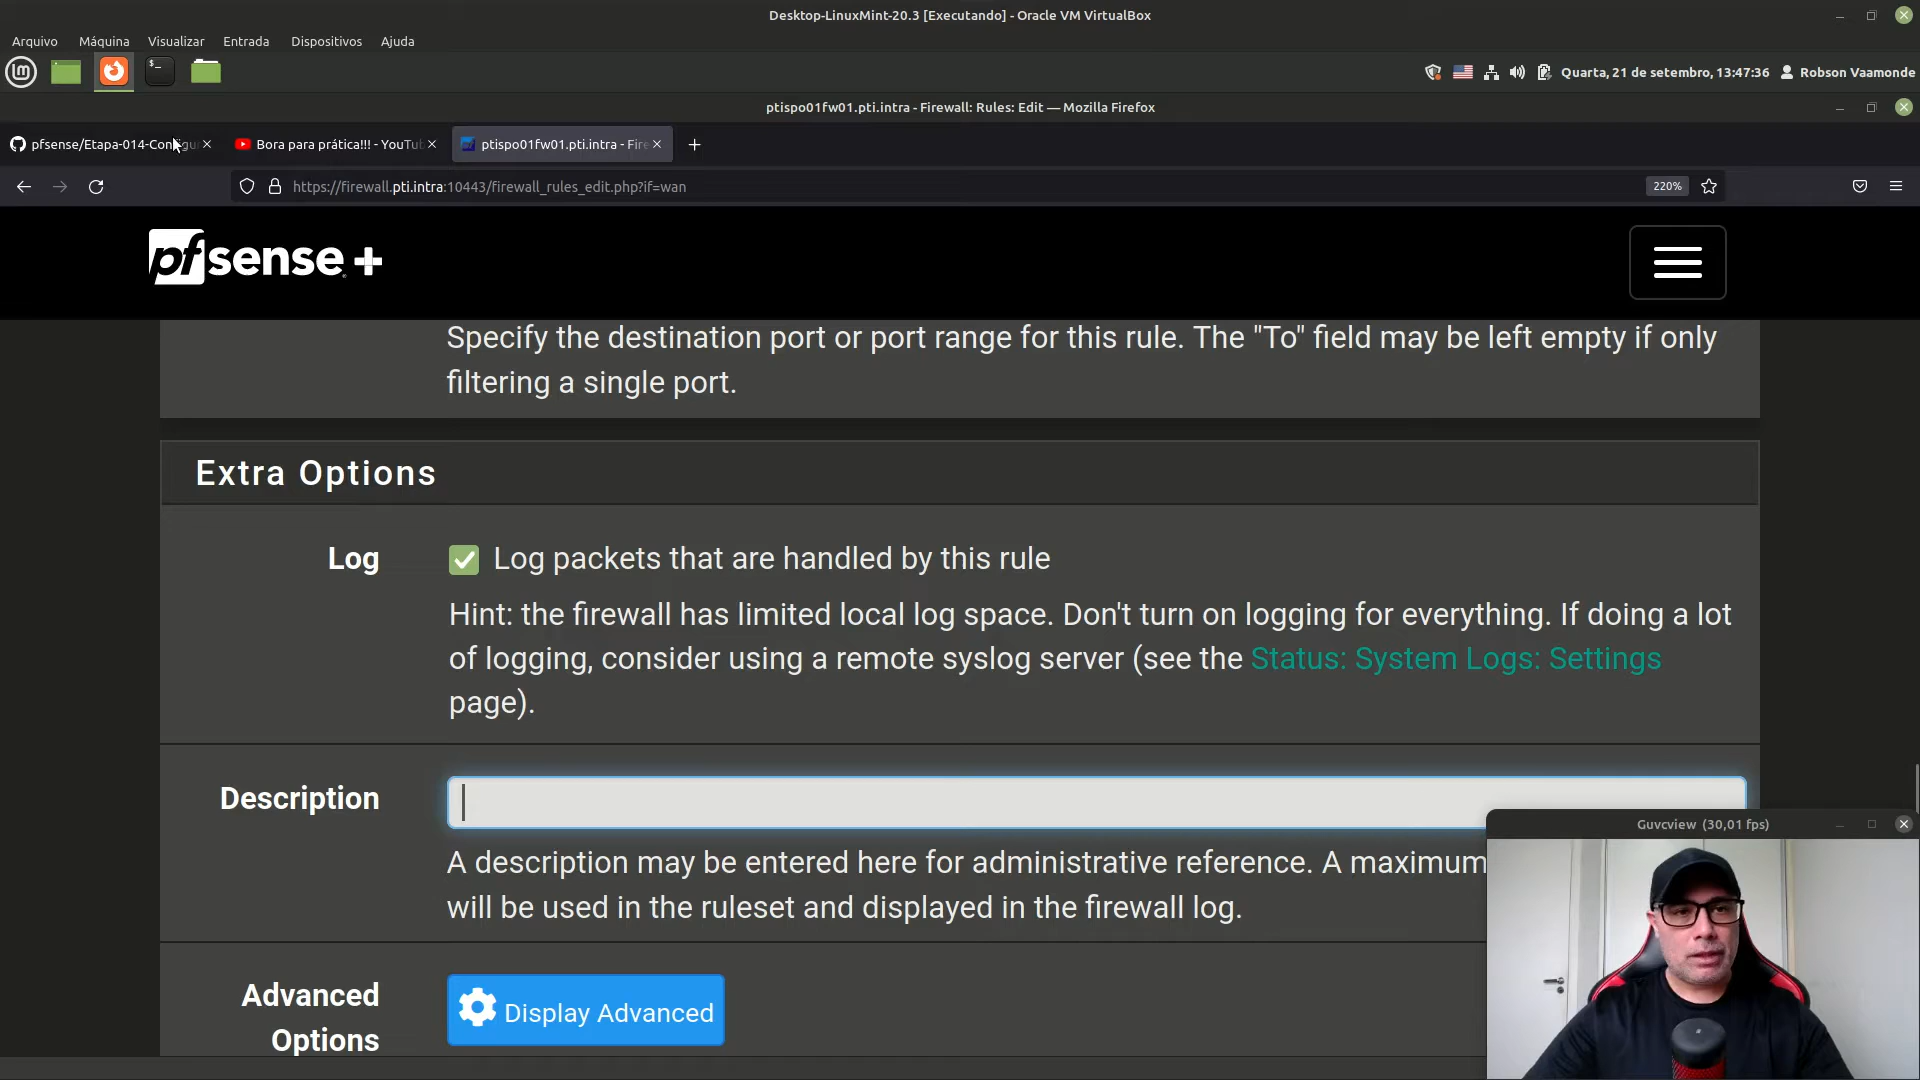 Desktop-LinuxMint-20.3 [Executando] - Oracle VM VirtualBox
Arquivo Máquina Visualizar Entrada Dispositivos Ajuda
Quarta, 21 de setembro, 13:47:36 Robson Vaamonde
ptispo01fw01.pti.intra - Firewall: Rules: Edit — Mozilla Firefox
pfsense/Etapa-014-Configu Bora para prática!!! - YouTub ptispo01fw01.pti.intra - Fire
https://firewall.pti.intra:10443/firewall_rules_edit.php?if=wan 220%
pfsense +
Specify the destination port or port range for this rule. The "To" field may be left empty if only
filtering a single port.
Extra Options
Log Log packets that are handled by this rule
Hint: the firewall has limited local log space. Don't turn on logging for everything. If doing a lot
of logging, consider using a remote syslog server (see the Status: System Logs: Settings
page).
Description
Guvcview (30,01 fps)
A description may be entered here for administrative reference. A maximum
will be used in the ruleset and displayed in the firewall log.
Advanced
Options
Display Advanced